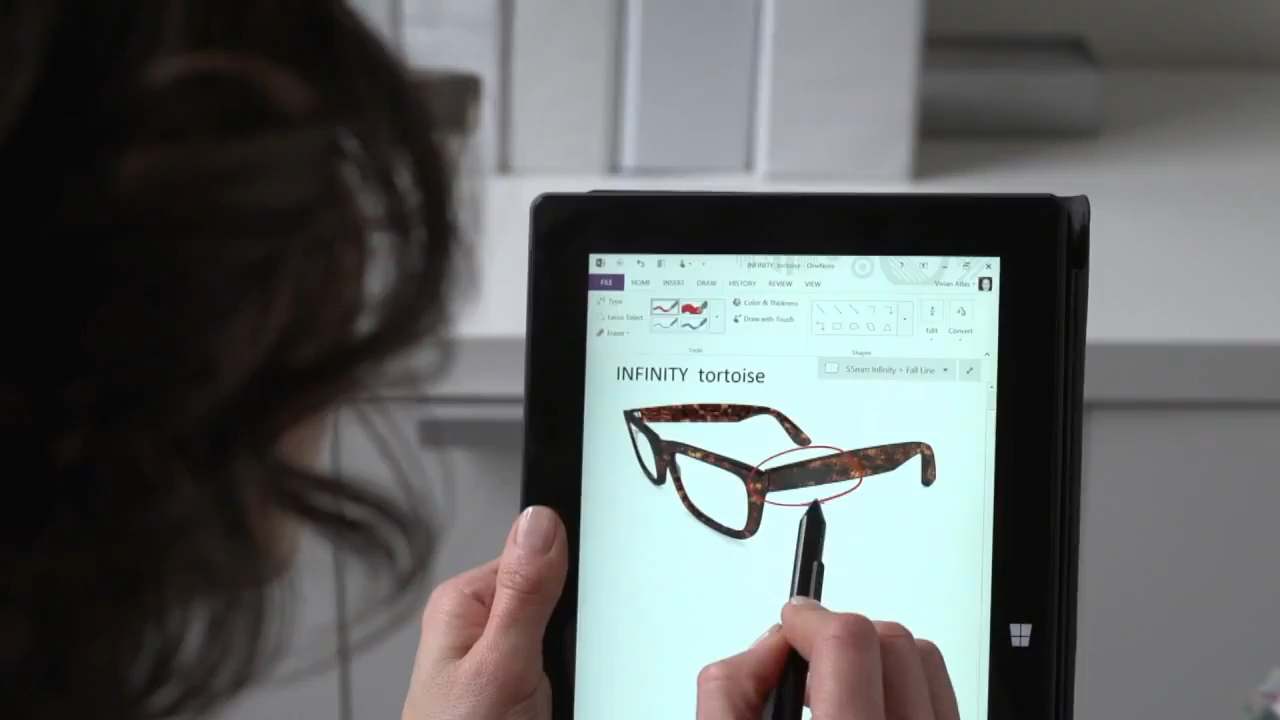 INFINITY tortoise - OneNote
FILE HOME INSERT DRAW HISTORY REVIEW VIEW
Vivian Atlas
Type
Lasso Select
Eraser
Color & Thickness
Draw with Touch
Edit
Convert
Tools
Shapes
INFINITY tortoise
55mm Infinity + Fall Line